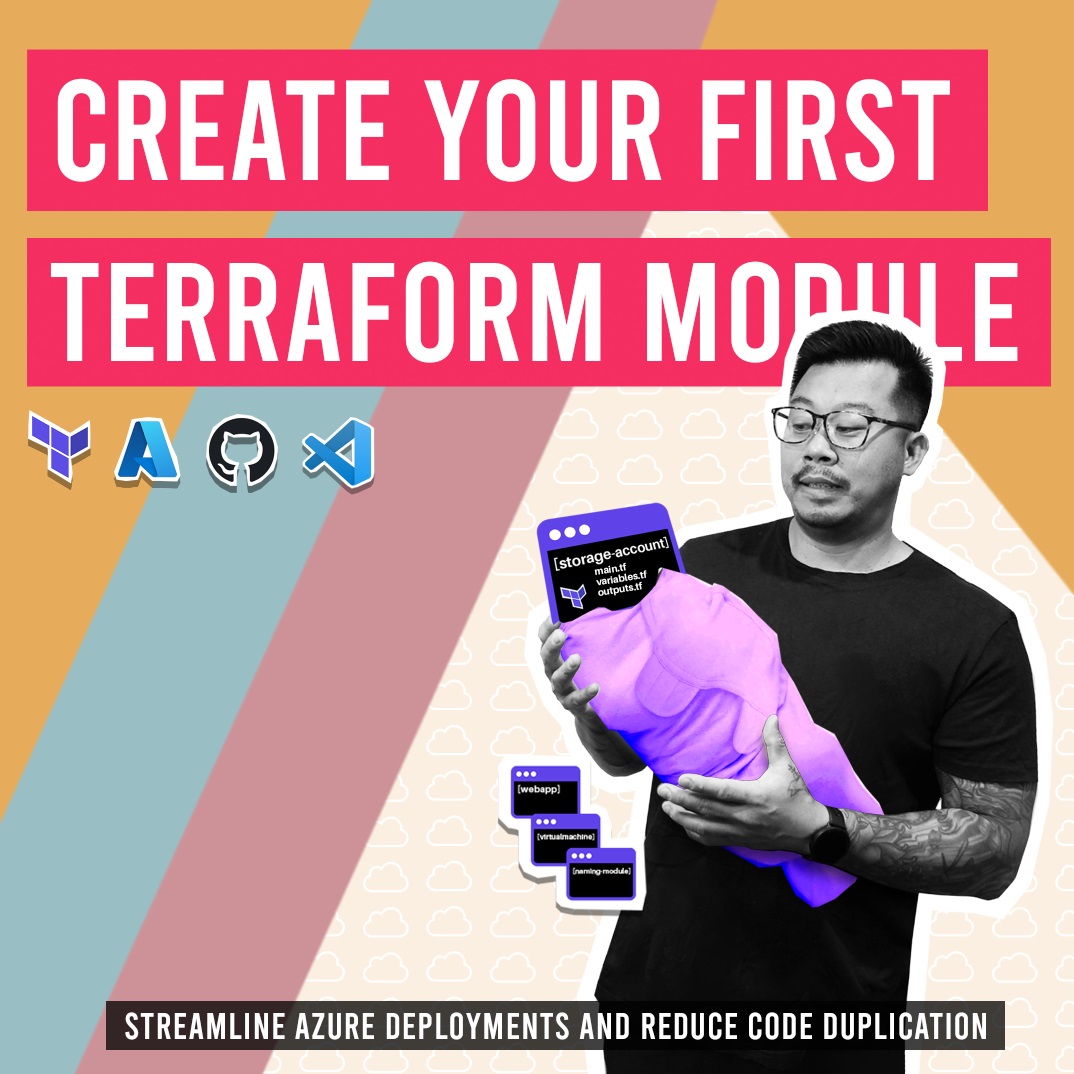 CREATE YOUR FIRST
TERRAFORM MODULE
[storage-account]
main.tf
variables.tf
outputs.tf
[webapp]
[virtualmachine]
[naming-module]
STREAMLINE AZURE DEPLOYMENTS AND REDUCE CODE DUPLICATION